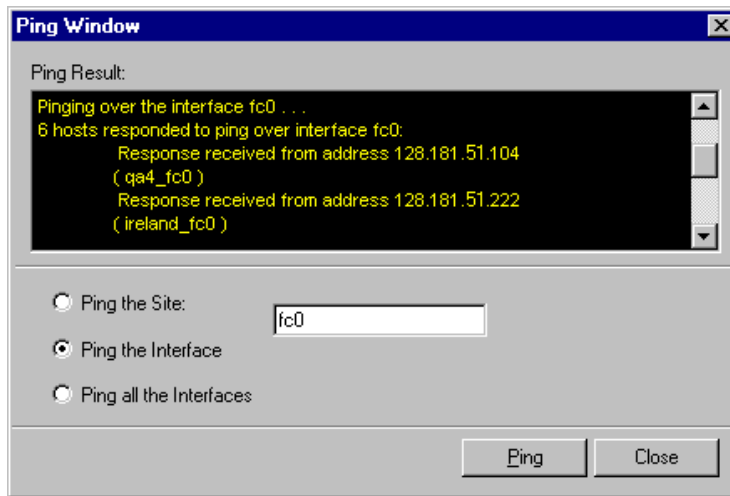 Ping Window
Ping Result:
Pinging over the interface fc0 . . .
6 hosts responded to ping over interface fc0:
Response received from address 128.181.51.104
( qa4_fc0 )
Response received from address 128.181.51.222
( ireland_fc0 )
Ping the Site:
fc0
Ping the Interface
Ping all the Interfaces
Ping
Close